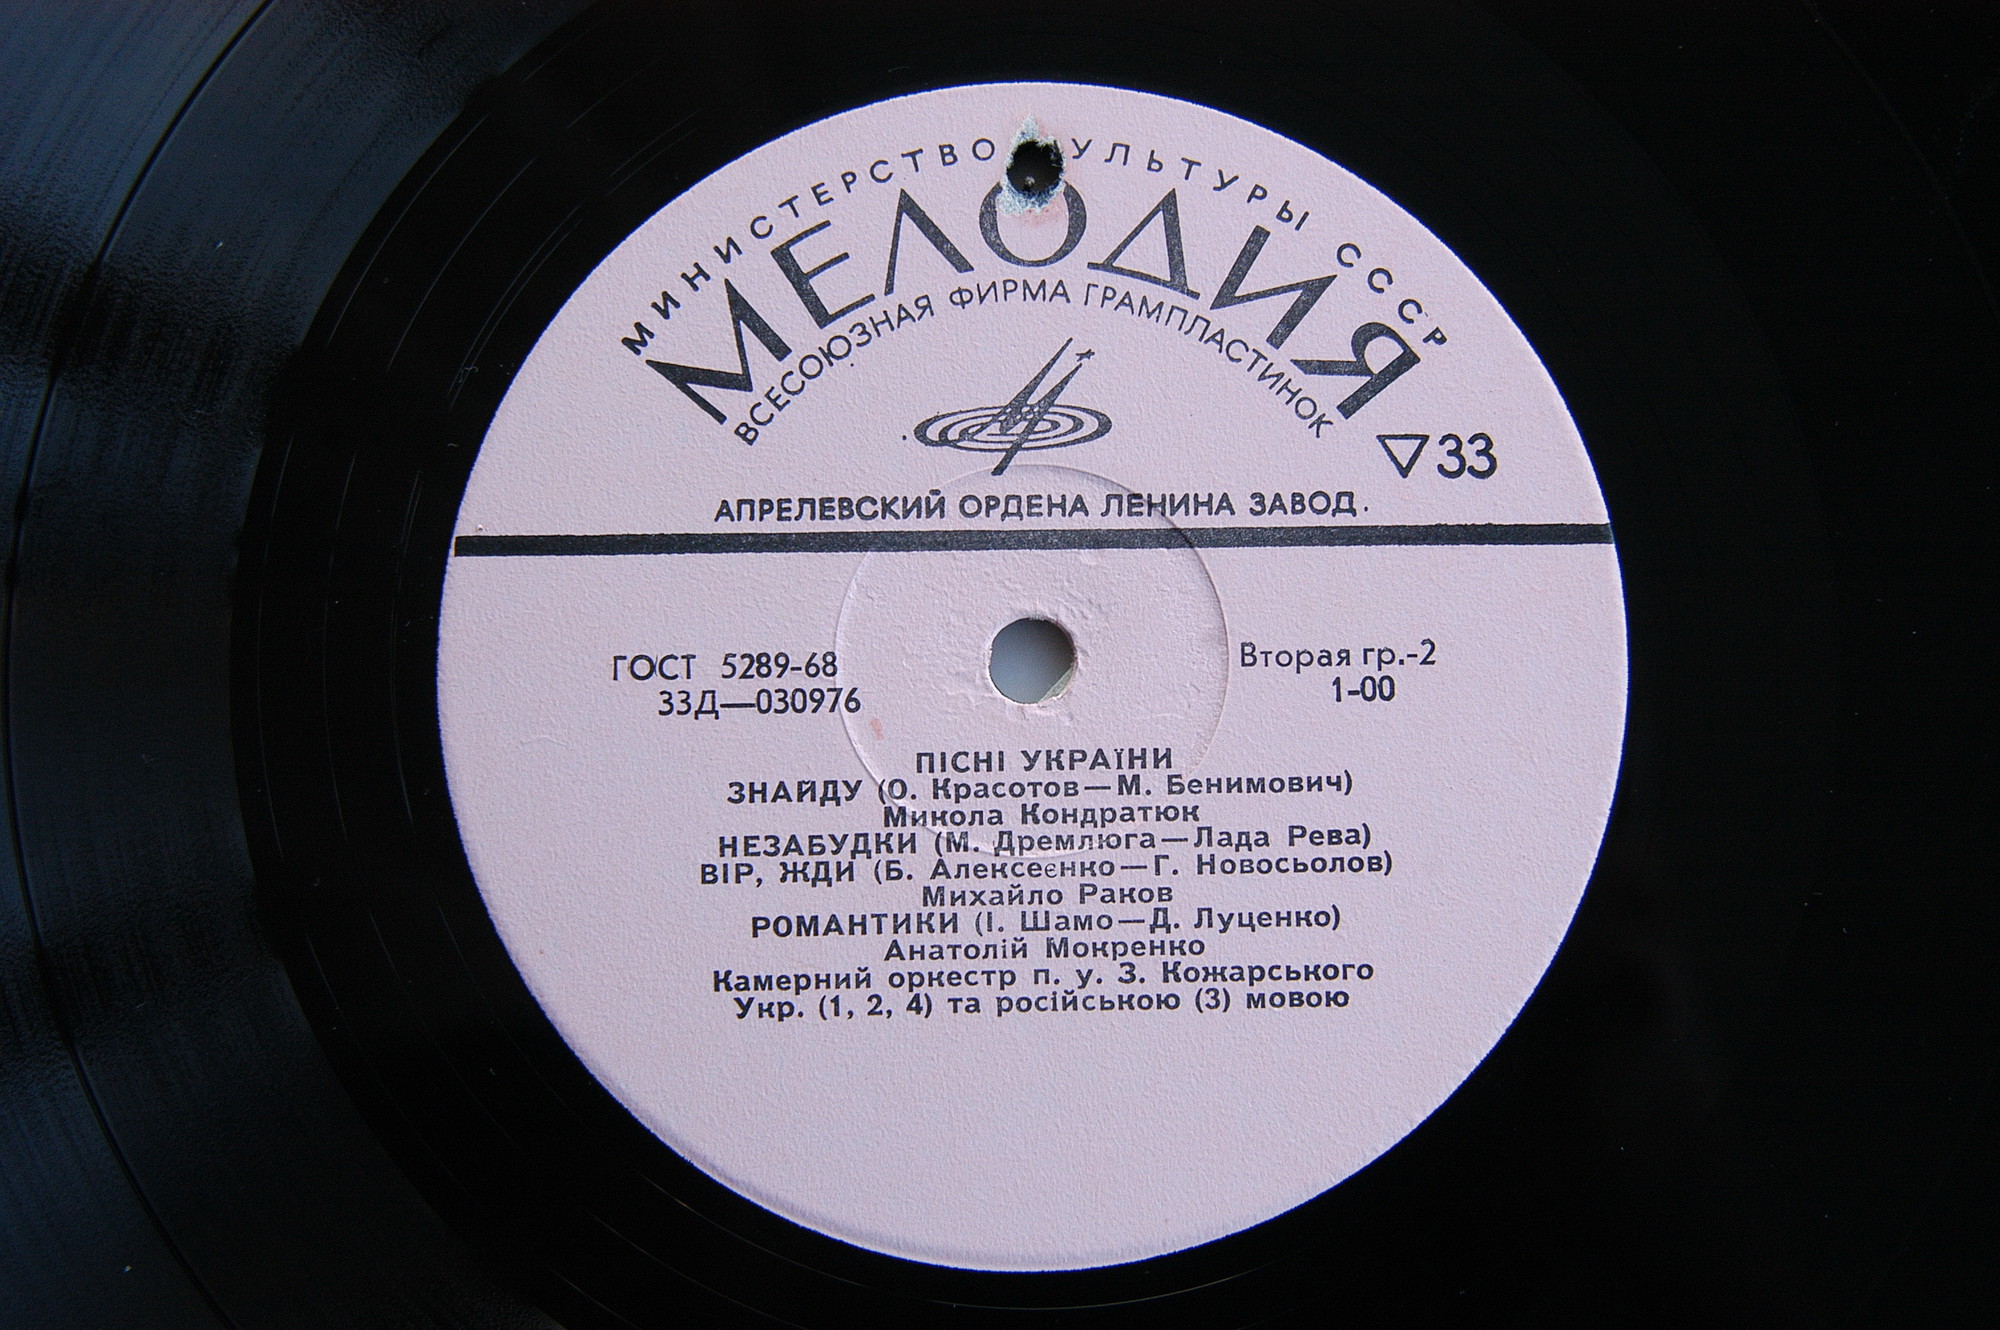 МИНИСТЕРСТВО УЛЬТУРЫ СССР
МЕЛОДИЯ
ВСЕСОЮЗНАЯ ФИРМА ГРАМПЛАСТИНОК
▽33
АПРЕЛЕВСКИЙ ОРДЕНА ЛЕНИНА ЗАВОД.
ГОСТ 5289-68
33Д—030976
Вторая гр.-2
1-00
ПІСНІ УКРАЇНИ
ЗНАЙДУ (О. Красотов—М. Бенимович)
Микола Кондратюк
НЕЗАБУДКИ (М. Дремлюга—Лада Рева)
ВІР, ЖДИ (Б. Алексеєнко—Г. Новосьолов)
Михайло Раков
РОМАНТИКИ (І. Шамо—Д. Луценко)
Анатолій Мокренко
Камерний оркестр п. у. З. Кожарського
Укр. (1, 2, 4) та російською (3) мовою